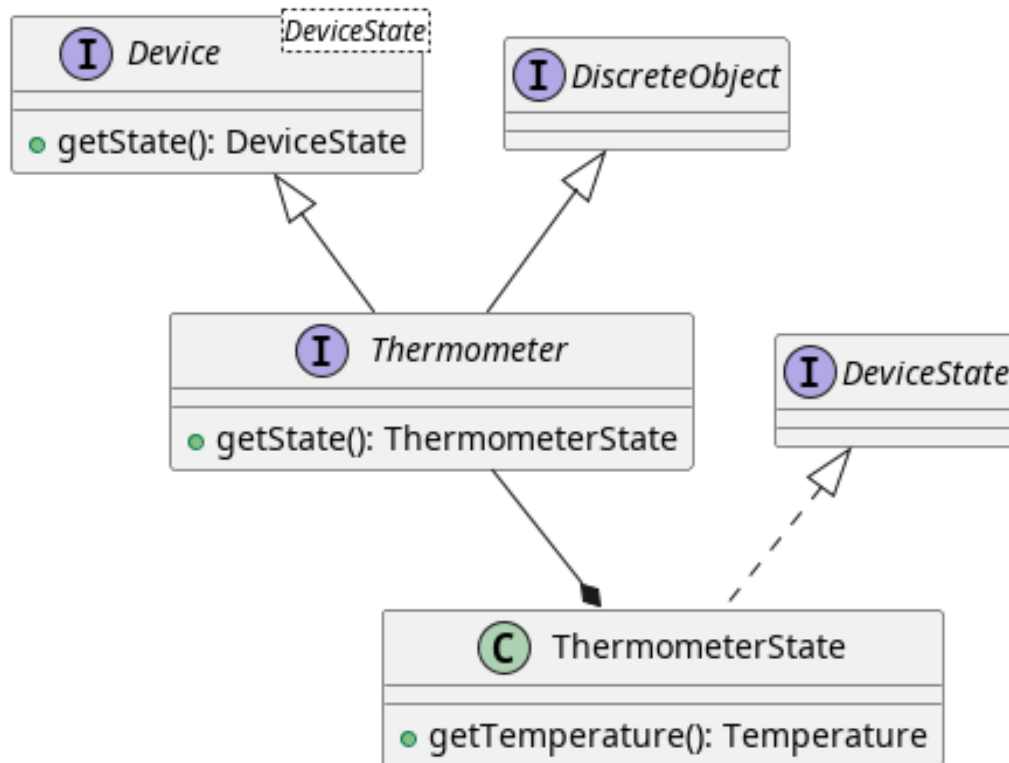 DeviceState
I Device
getState(): DeviceState
I DiscreteObject
I Thermometer
getState(): ThermometerState
I DeviceState
C ThermometerState
getTemperature(): Temperature